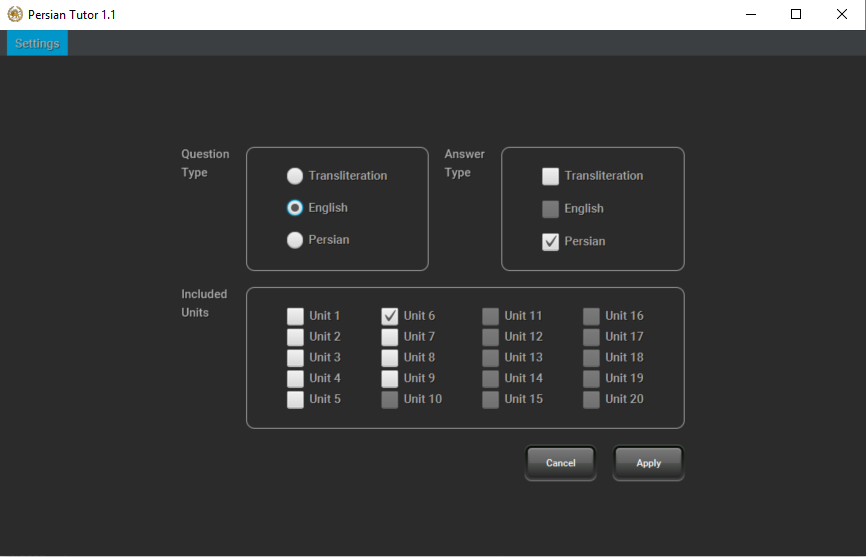 Persian Tutor 1.1
Settings
Question
Type
Transliteration
English
Persian
Answer
Type
Transliteration
English
Persian
Included
Units
Unit 1 Unit 6 Unit 11 Unit 16
Unit 2 Unit 7 Unit 12 Unit 17
Unit 3 Unit 8 Unit 13 Unit 18
Unit 4 Unit 9 Unit 14 Unit 19
Unit 5 Unit 10 Unit 15 Unit 20
Cancel Apply